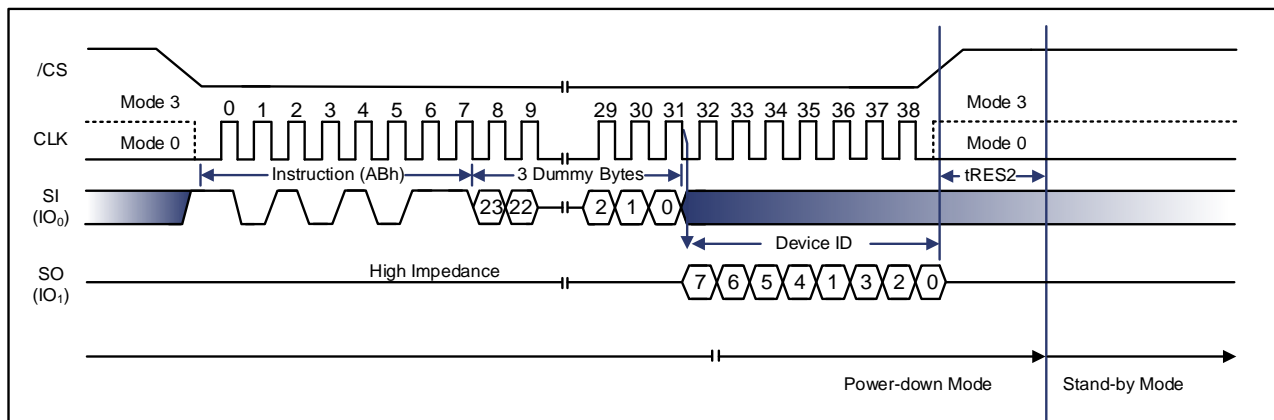 /CS
Mode 3
0 1 2 3 4 5 6 7 8 9 29 30 31 32 33 34 35 36 37 38
Mode 3
CLK
Mode 0
Mode 0
Instruction (ABh)
3 Dummy Bytes
tRES2
SI
(IO0)
23 22 2 1 0
Device ID
SO
(IO1)
High Impedance
7 6 5 4 1 3 2 0
Power-down Mode
Stand-by Mode